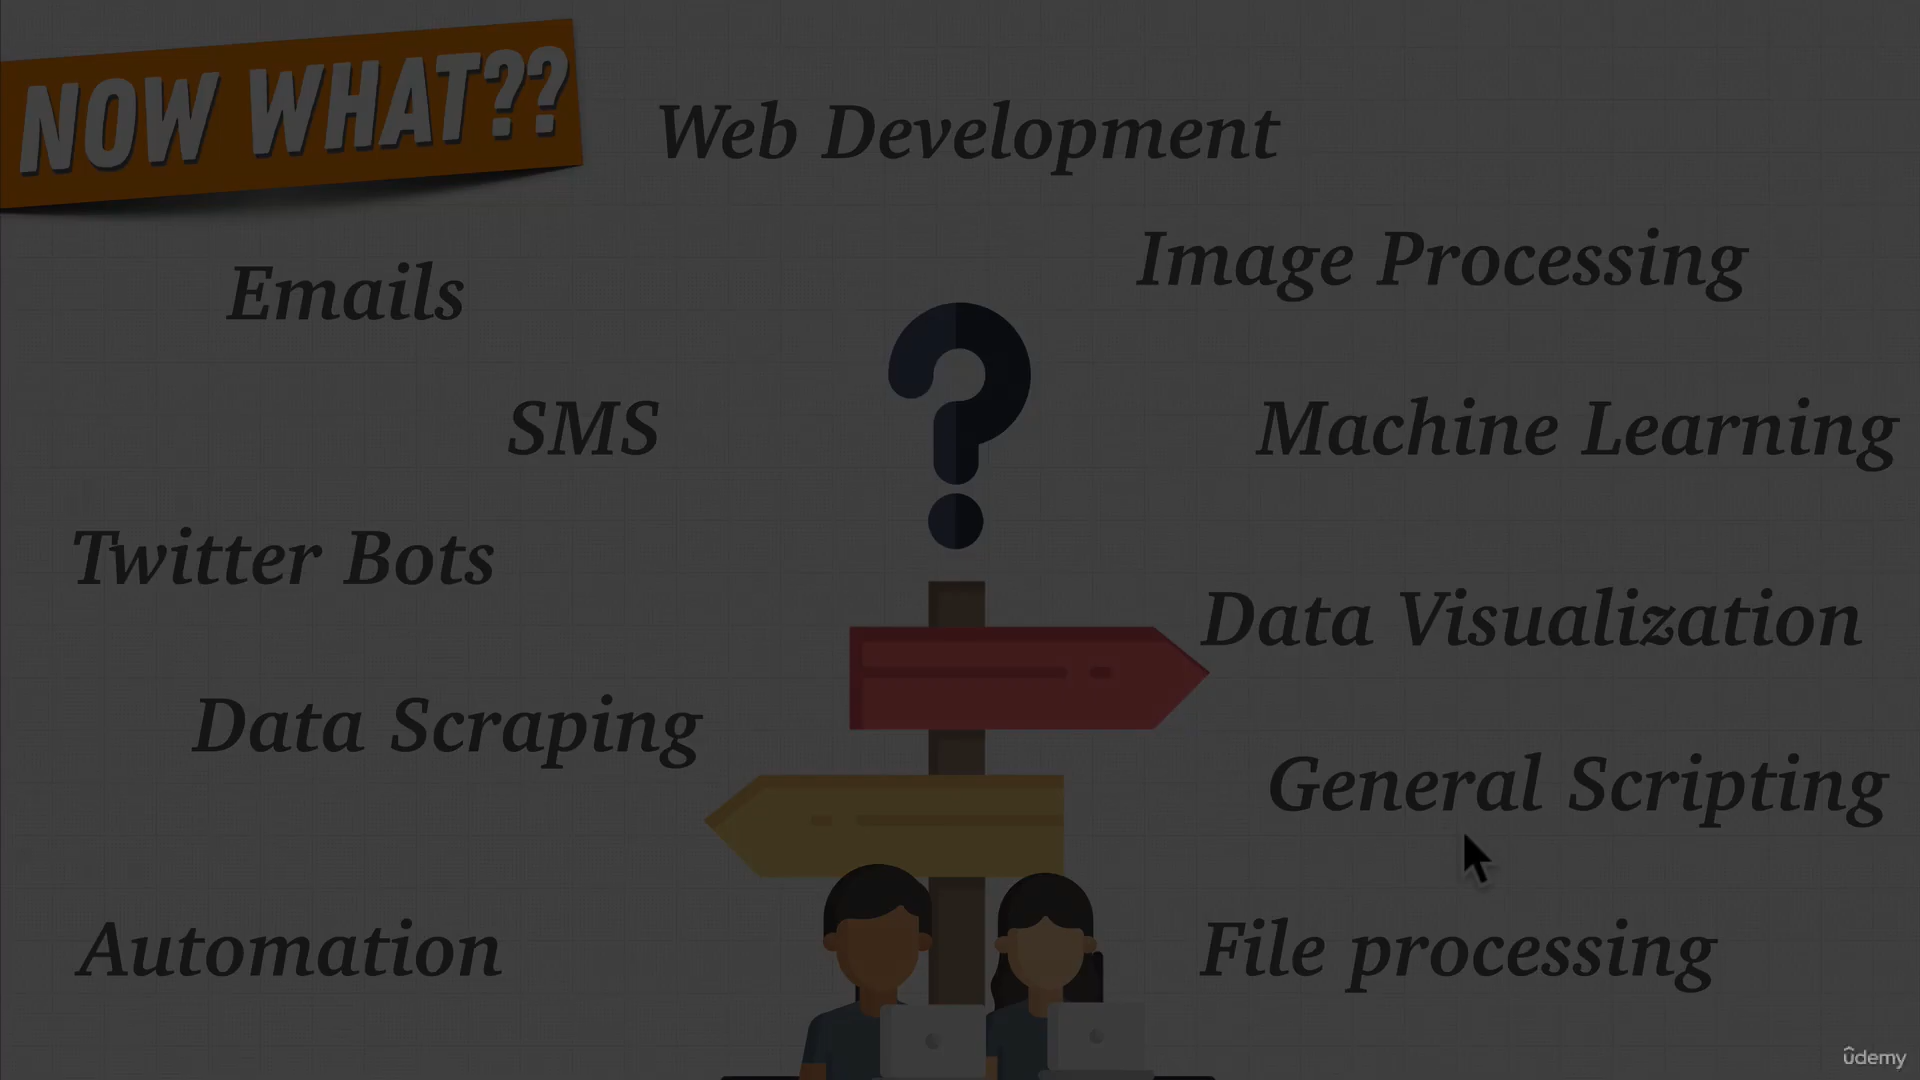 NOW WHAT??
Web Development
Image Processing
Emails
SMS
Machine Learning
Twitter Bots
Data Visualization
Data Scraping
General Scripting
Automation
File processing
ûdemy